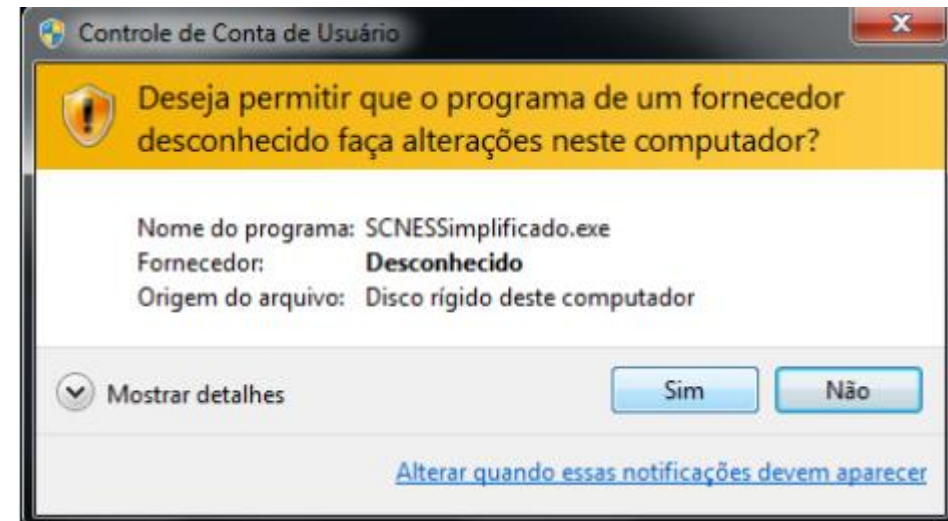 Controle de Conta de Usuário
Deseja permitir que o programa de um fornecedor
desconhecido faça alterações neste computador?
Nome do programa: SCNESSimplificado.exe
Fornecedor: Desconhecido
Origem do arquivo: Disco rígido deste computador
Mostrar detalhes
Sim
Não
Alterar quando essas notificações devem aparecer